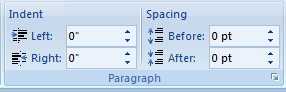 Indent Spacing
Left: 0" Before: 0 pt
Right: 0" After: 0 pt
Paragraph